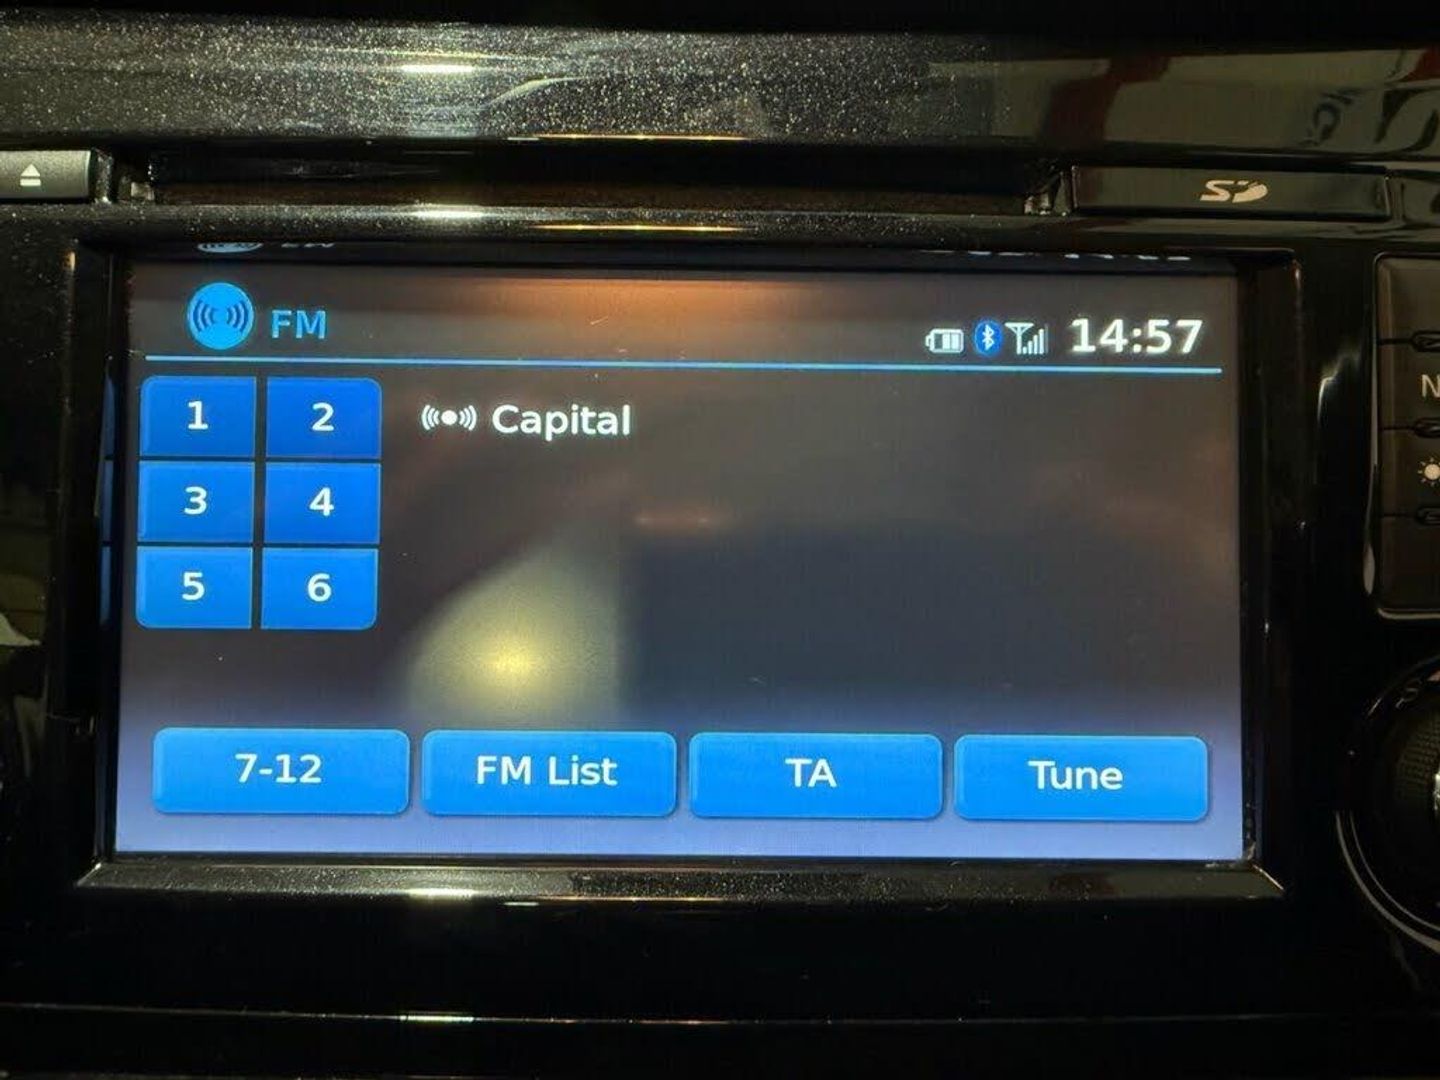 SD
FM
14:57
1 2
Capital
3 4
5 6
7-12 FM List TA Tune
N